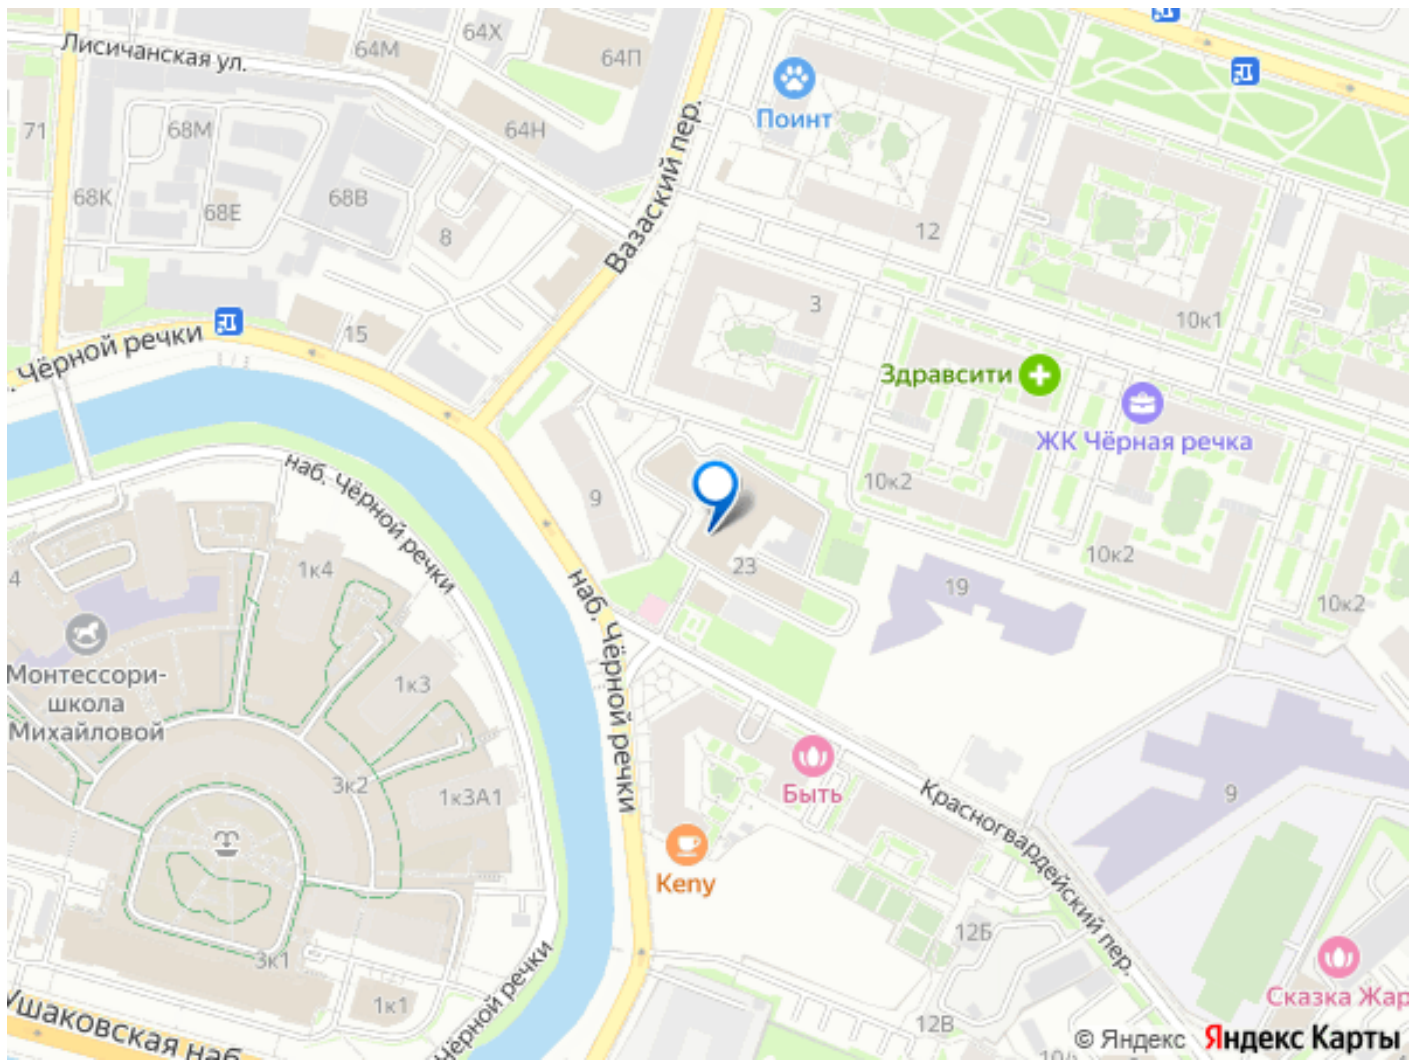 64Х
64М
64П
Лисичанская ул.
71
68М
64Н
Поинт
Вазаский пер.
68К
68Е
68В
8
12
3
10к1
15
Чёрной речки
Здравсити
ЖК Чёрная речка
наб. Чёрной речки
9
10к2
23
10к2
19
10к2
4
1к4
наб. Чёрной речки
Монтессори-
школа
Михайловой
1к3
3к2
1к3А1
Быть
9
Красногвардейский пер.
Keny
12Б
3к1
1к1
Чёрной речки
Сказка Жар
12В
Ушаковская наб
© Яндекс Яндекс Карты